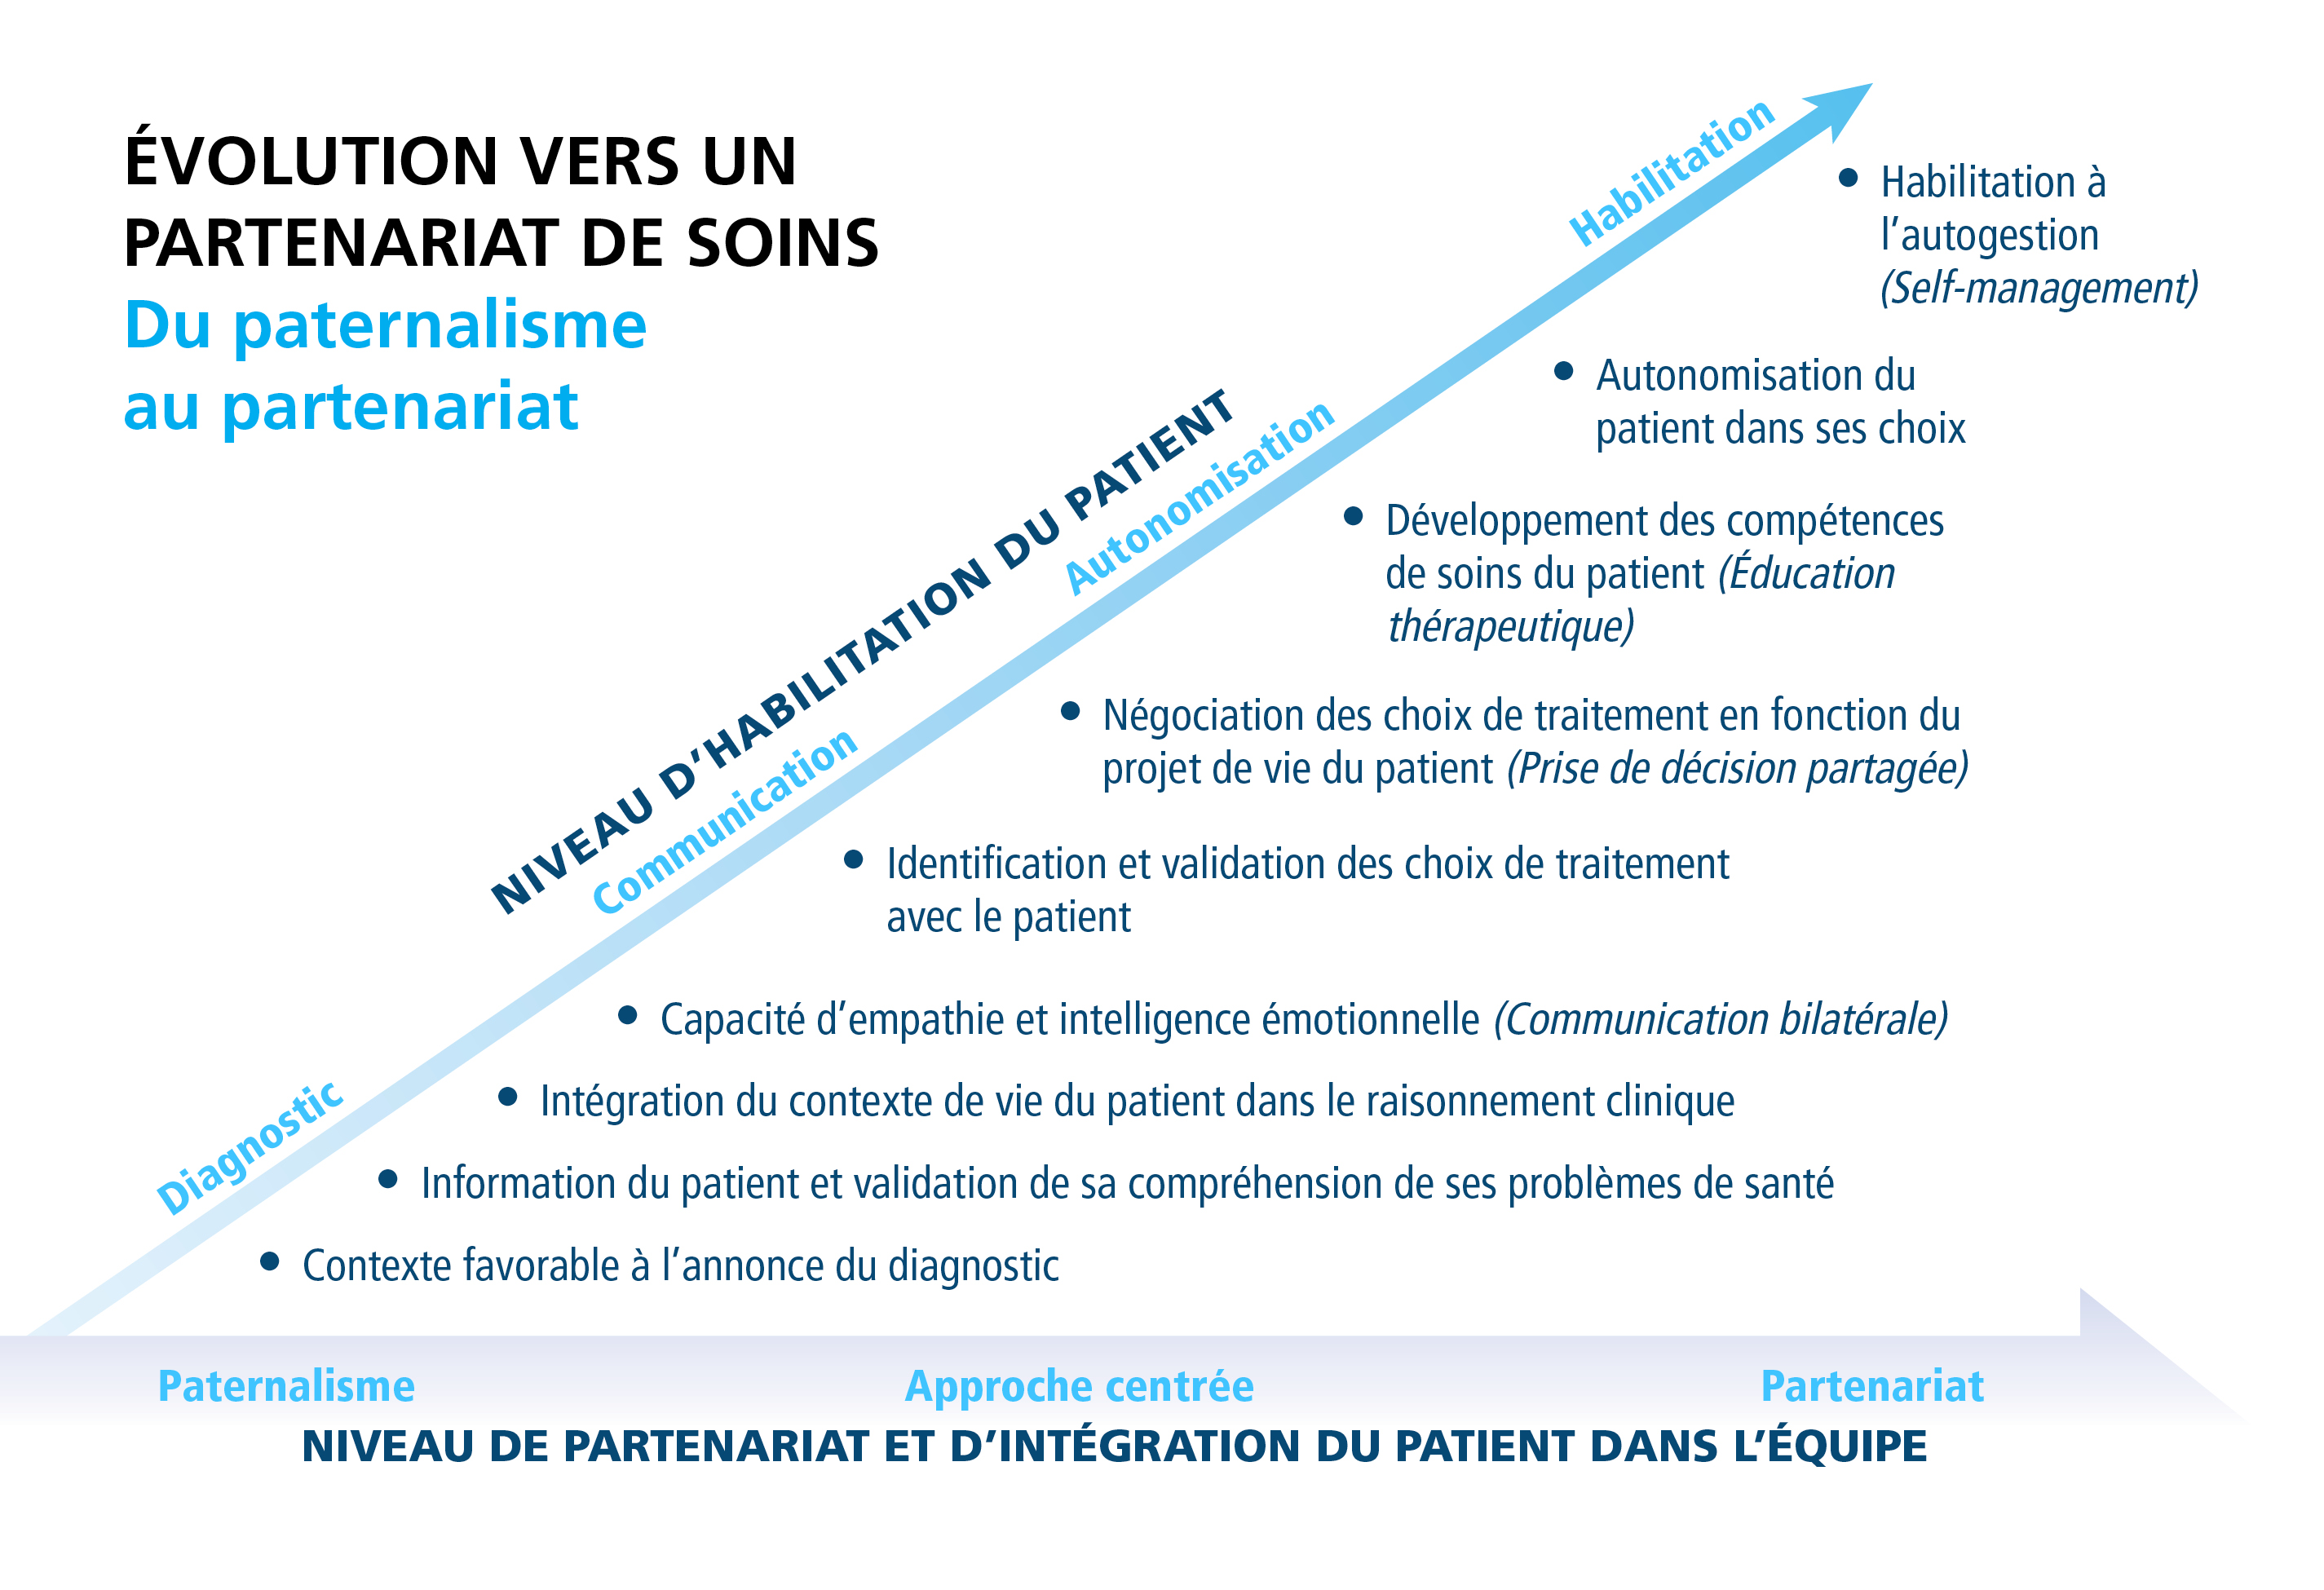 ÉVOLUTION VERS UN
PARTENARIAT DE SOINS
Du paternalisme
au partenariat
NIVEAU D‘HABILITATION DU PATIENT
Habilitation
Autonomisation
Communication
Diagnostic
• Habilitation à
l’autogestion
(Self-management)
• Autonomisation du
patient dans ses choix
• Développement des compétences
de soins du patient (Éducation
thérapeutique)
• Négociation des choix de traitement en fonction du
projet de vie du patient (Prise de décision partagée)
• Identification et validation des choix de traitement
avec le patient
• Capacité d’empathie et intelligence émotionnelle (Communication bilatérale)
• Intégration du contexte de vie du patient dans le raisonnement clinique
• Information du patient et validation de sa compréhension de ses problèmes de santé
• Contexte favorable à l’annonce du diagnostic
Paternalisme Approche centrée Partenariat
NIVEAU DE PARTENARIAT ET D’INTÉGRATION DU PATIENT DANS L’ÉQUIPE